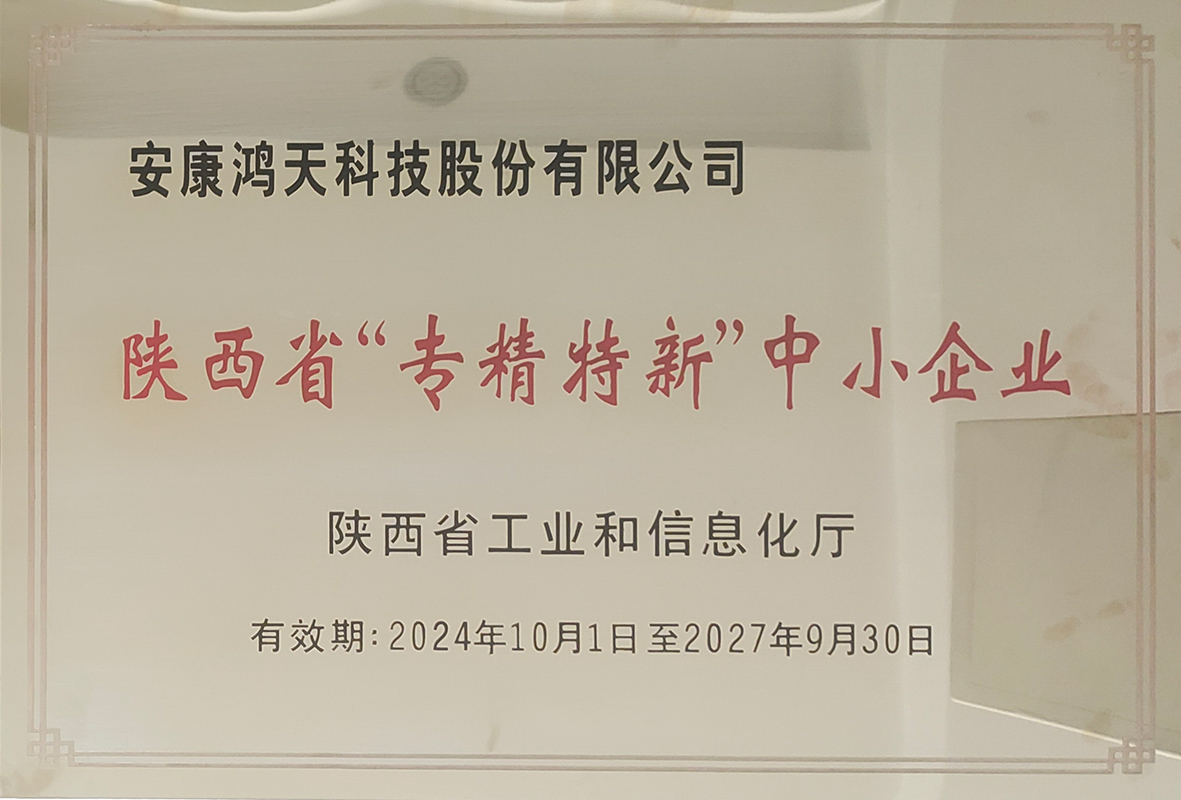 安康鸿天科技股份有限公司
陕西省“专精特新”中小企业
陕西省工业和信息化厅
有效期:2024年10月1日至2027年9月30日